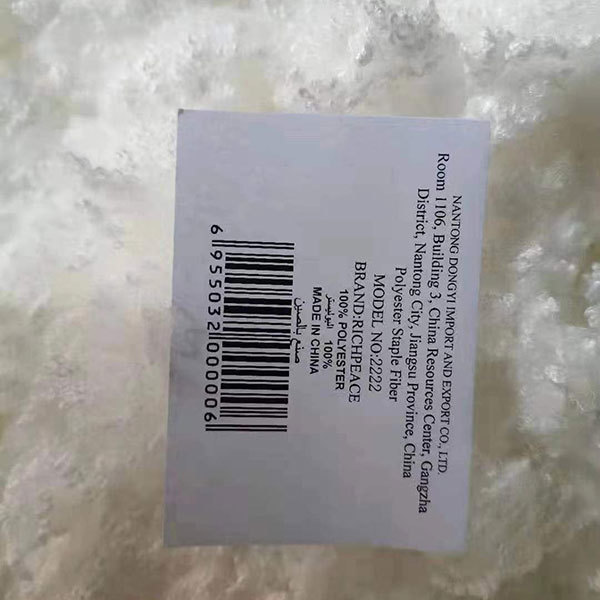 NANTONG DONGYI IMPORT AND EXPORT CO., LTD.
Room 1106, Building 3, China Resources Center, Gangzha
District, Nantong City, Jiangsu Province, China
Polyester Staple Fiber
MODEL NO:2222
BRAND:RICHPEACE
100% POLYESTER
100% البوليستر
MADE IN CHINA
صنع بالصين
6 955032 000006